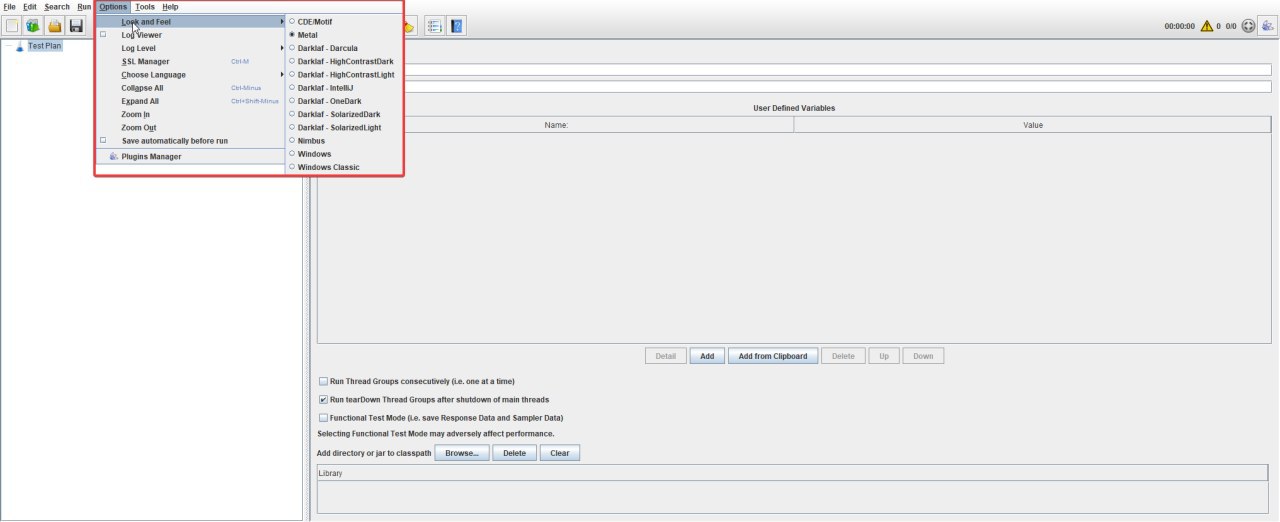 File Edit Search Run Options Tools Help
00:00:00 0 0/0
Test Plan
Look and Feel
Log Viewer
Log Level
SSL Manager Ctrl-M
Choose Language
Collapse All Ctrl-Minus
Expand All Ctrl+Shift-Minus
Zoom In
Zoom Out
Save automatically before run
Plugins Manager
CDE/Motif
Metal
Darklaf - Darcula
Darklaf - HighContrastDark
Darklaf - HighContrastLight
Darklaf - IntelliJ
Darklaf - OneDark
Darklaf - SolarizedDark
Darklaf - SolarizedLight
Nimbus
Windows
Windows Classic
User Defined Variables
Name: Value
Detail Add Add from Clipboard Delete Up Down
Run Thread Groups consecutively (i.e. one at a time)
Run tearDown Thread Groups after shutdown of main threads
Functional Test Mode (i.e. save Response Data and Sampler Data)
Selecting Functional Test Mode may adversely affect performance.
Add directory or jar to classpath Browse... Delete Clear
Library